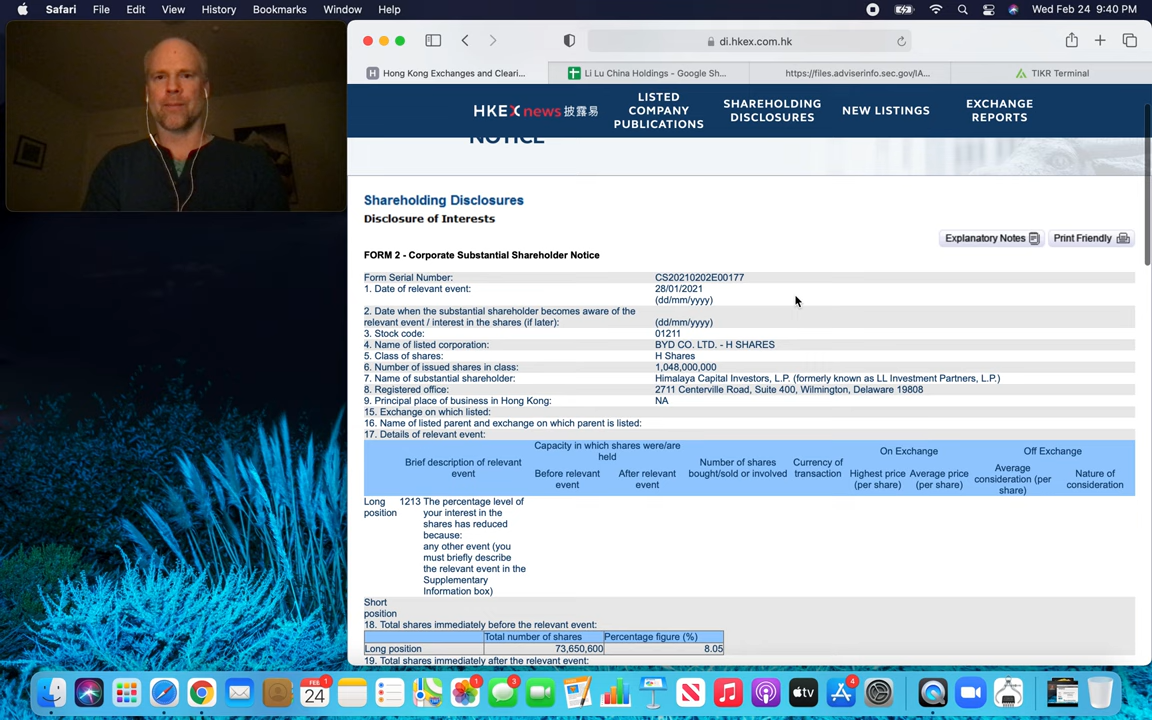 Safari File Edit View History Bookmarks Window Help Wed Feb 24 9:40 PM
di.hkex.com.hk
H Hong Kong Exchanges and Cleari...
Li Lu China Holdings - Google Sh...
https://files.adviserinfo.sec.gov/IA...
TIKR Terminal
HKEXnews 披露易
LISTED
COMPANY
PUBLICATIONS
SHAREHOLDING
DISCLOSURES
NEW LISTINGS
EXCHANGE
REPORTS
NOTICE
Shareholding Disclosures
Disclosure of Interests
Explanatory Notes
Print Friendly
FORM 2 - Corporate Substantial Shareholder Notice
Form Serial Number: CS20210202E00177
1. Date of relevant event: 28/01/2021
(dd/mm/yyyy)
2. Date when the substantial shareholder becomes aware of the
relevant event / interest in the shares (if later): (dd/mm/yyyy)
3. Stock code: 01211
4. Name of listed corporation: BYD CO. LTD. - H SHARES
5. Class of shares: H Shares
6. Number of issued shares in class: 1,048,000,000
7. Name of substantial shareholder: Himalaya Capital Investors, L.P. (formerly known as LL Investment Partners, L.P.)
8. Registered office: 2711 Centerville Road, Suite 400, Wilmington, Delaware 19808
9. Principal place of business in Hong Kong: NA
15. Exchange on which listed:
16. Name of listed parent and exchange on which parent is listed:
17. Details of relevant event:
Brief description of relevant
event
Capacity in which shares were/are
held
Before relevant
event
After relevant
event
Number of shares
bought/sold or involved
Currency of
transaction
On Exchange
Highest price
(per share)
Average price
(per share)
Off Exchange
Average
consideration (per
share)
Nature of
consideration
Long
position
1213 The percentage level of
your interest in the
shares has reduced
because:
any other event (you
must briefly describe
the relevant event in the
Supplementary
Information box)
Short
position
18. Total shares immediately before the relevant event:
Total number of shares Percentage figure (%)
Long position 73,650,600 8.05
19. Total shares immediately after the relevant event:
FEB 1
24
1
3
4
tv